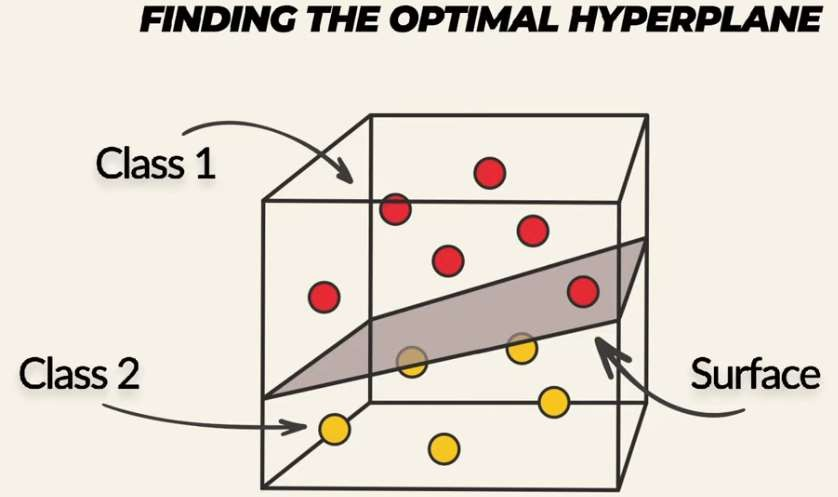 FINDING THE OPTIMAL HYPERPLANE
Class 1
Class 2
Surface